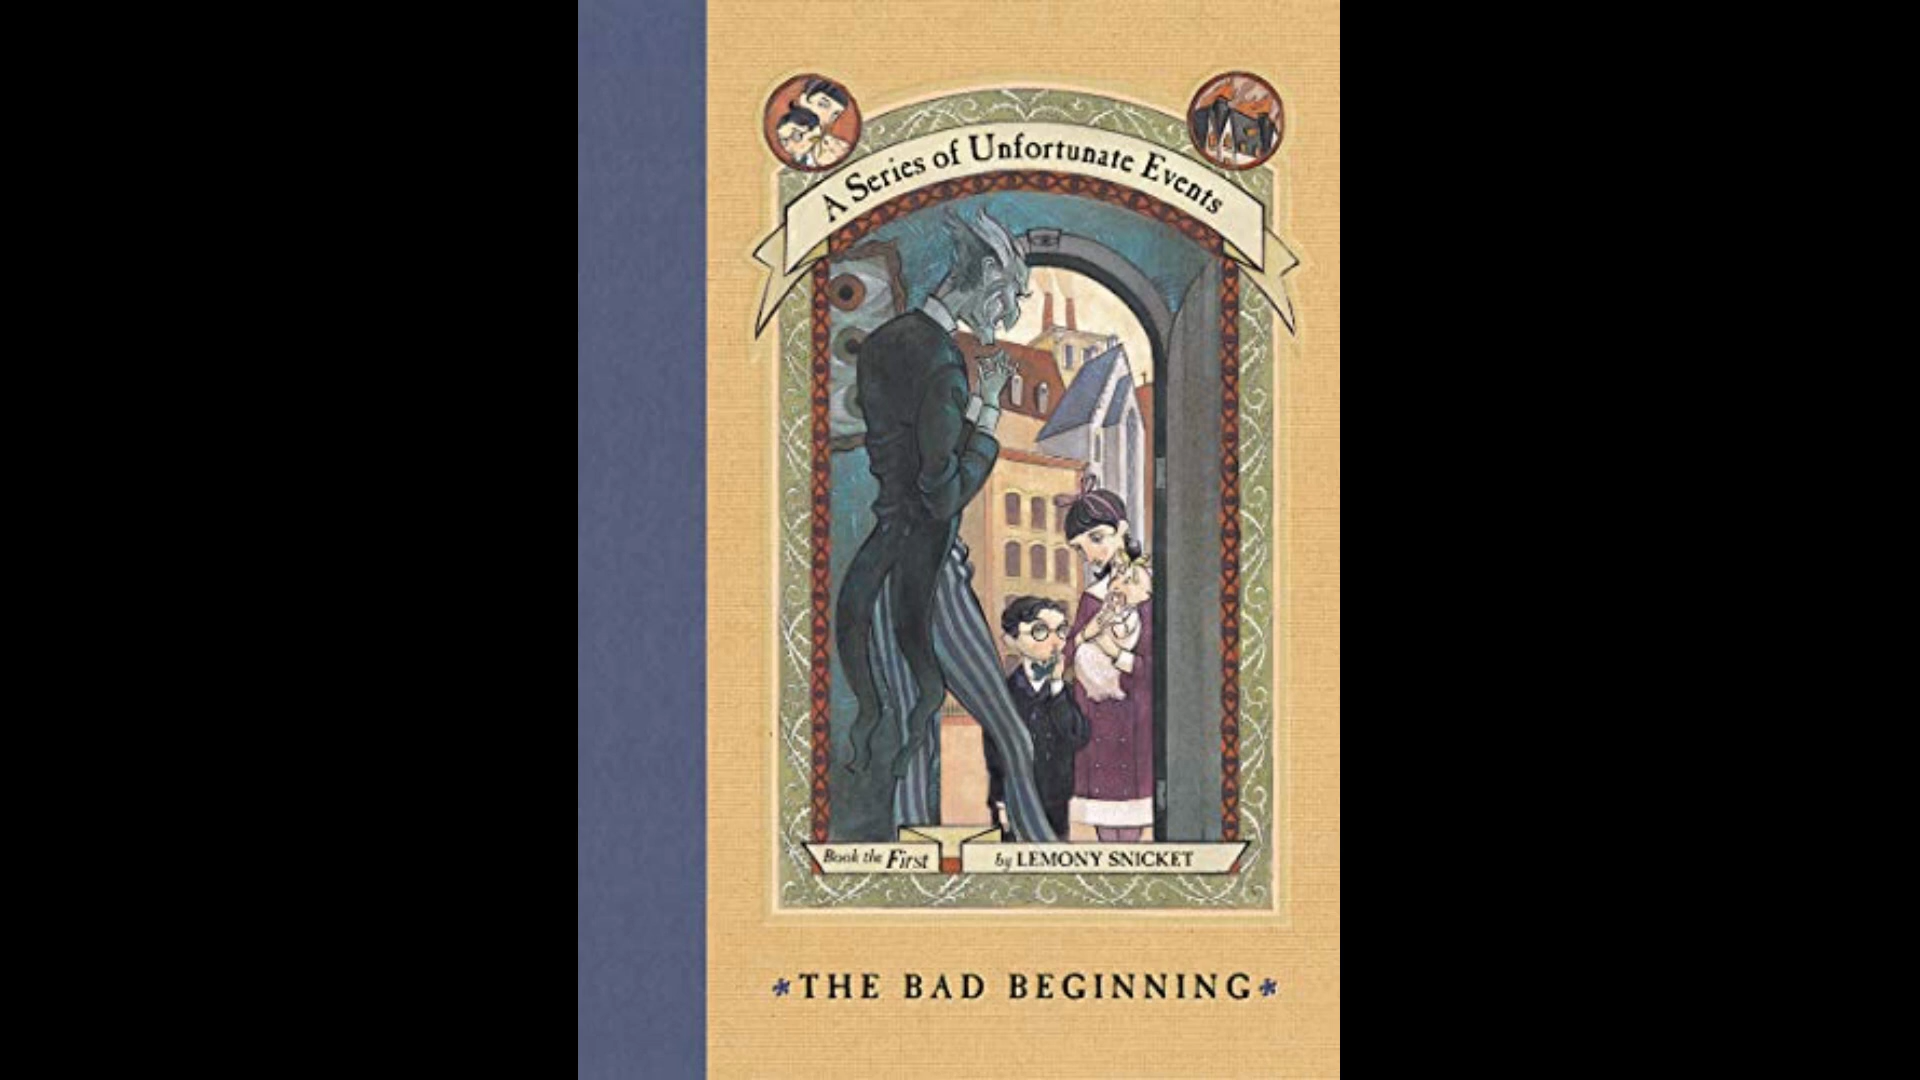 A Series of Unfortunate Events
Book the First
by LEMONY SNICKET
*THE BAD BEGINNING*